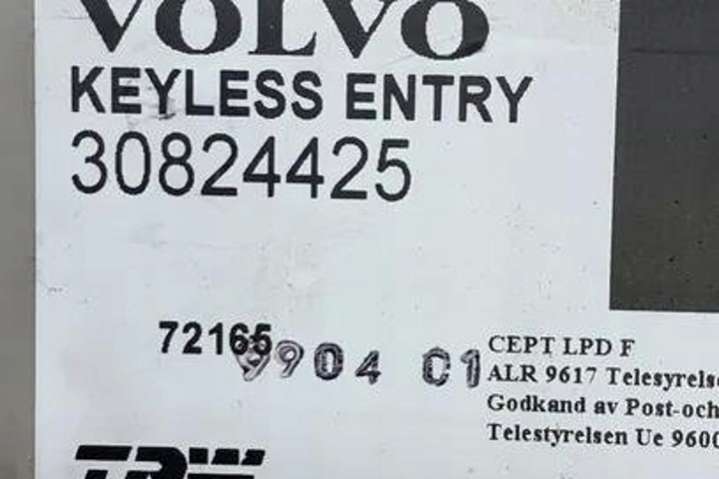 VOLVO
KEYLESS ENTRY
30824425
72165
9904 C1
CEPT LPD F
ALR 9617 Telesyrelse
Godkand av Post-och
Telestyrelsen Ue 9600
TRW